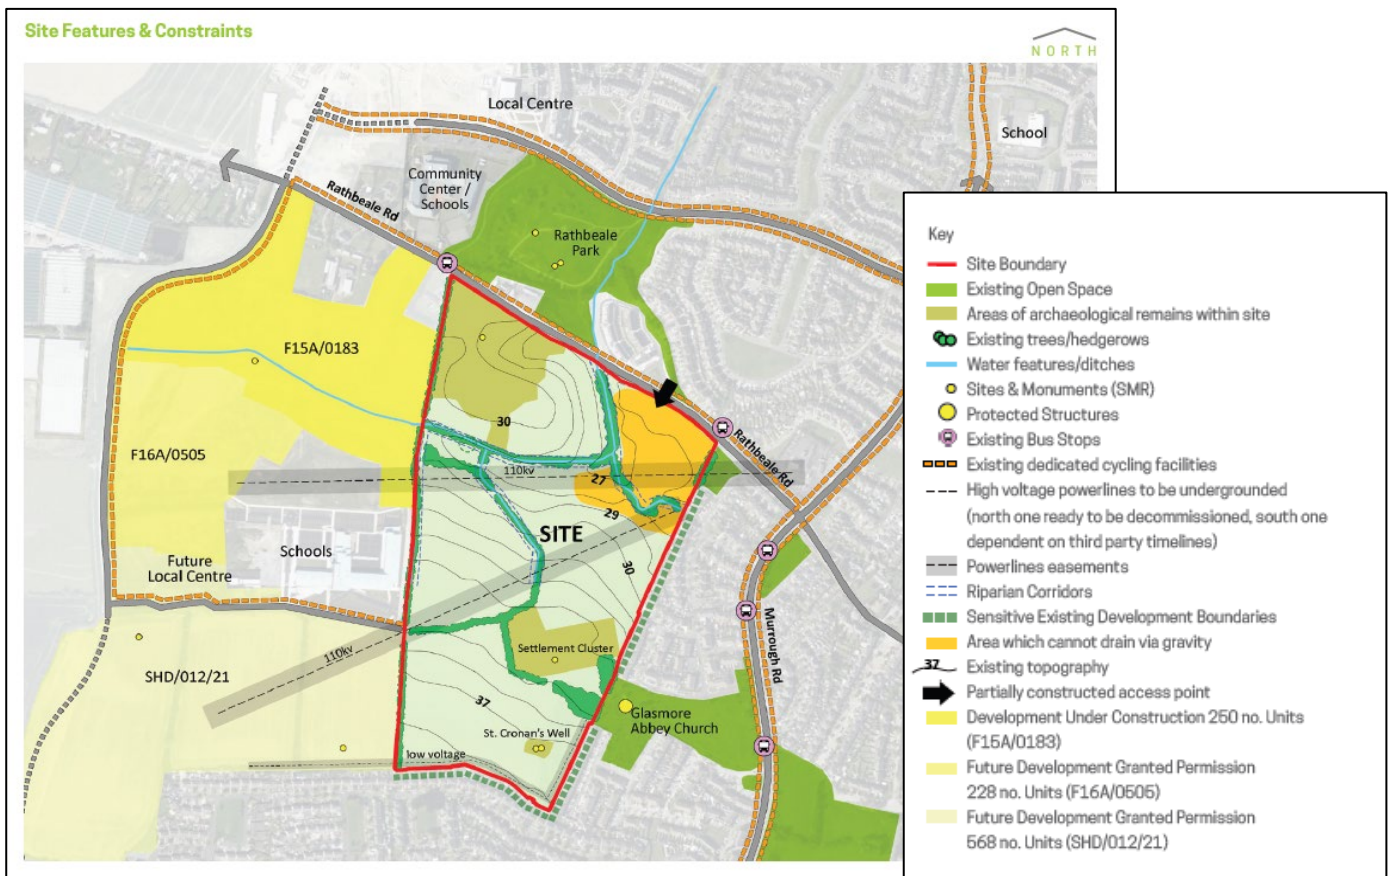 Site Features & Constraints
NORTH
Local Centre
School
Community
Center /
Schools
Rathbeale Rd
Rathbeale
Park
F15A/0183
30
Rathbeale Rd
F16A/0505
110kv
27
29
SITE
Schools
30
Future
Local Centre
Murrough Rd
110kv
Settlement Cluster
SHD/012/21
37
Glasmore
Abbey Church
St. Cronan's Well
low voltage
Key
Site Boundary
Existing Open Space
Areas of archaeological remains within site
Existing trees/hedgerows
Water features/ditches
Sites & Monuments (SMR)
Protected Structures
Existing Bus Stops
Existing dedicated cycling facilities
High voltage powerlines to be undergrounded
(north one ready to be decommissioned, south one
dependent on third party timelines)
Powerlines easements
Riparian Corridors
Sensitive Existing Development Boundaries
Area which cannot drain via gravity
37 Existing topography
Partially constructed access point
Development Under Construction 250 no. Units
(F15A/0183)
Future Development Granted Permission
228 no. Units (F16A/0505)
Future Development Granted Permission
568 no. Units (SHD/012/21)